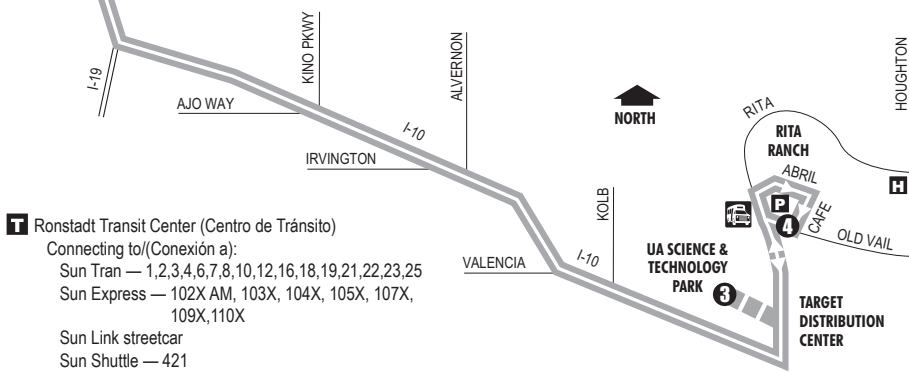 I-19
KINO PKWY
ALVERNON
HOUGHTON
AJO WAY
I-10
NORTH
RITA
RITA
RANCH
IRVINGTON
ABRIL
H
KOLB
P
4
CAFE
OLD VAIL
T Ronstadt Transit Center (Centro de Tránsito)
Connecting to/(Conexión a):
Sun Tran — 1,2,3,4,6,7,8,10,12,16,18,19,21,22,23,25
Sun Express — 102X AM, 103X, 104X, 105X, 107X,
109X,110X
Sun Link streetcar
Sun Shuttle — 421
VALENCIA
I-10
UA SCIENCE &
TECHNOLOGY
PARK
3
TARGET
DISTRIBUTION
CENTER